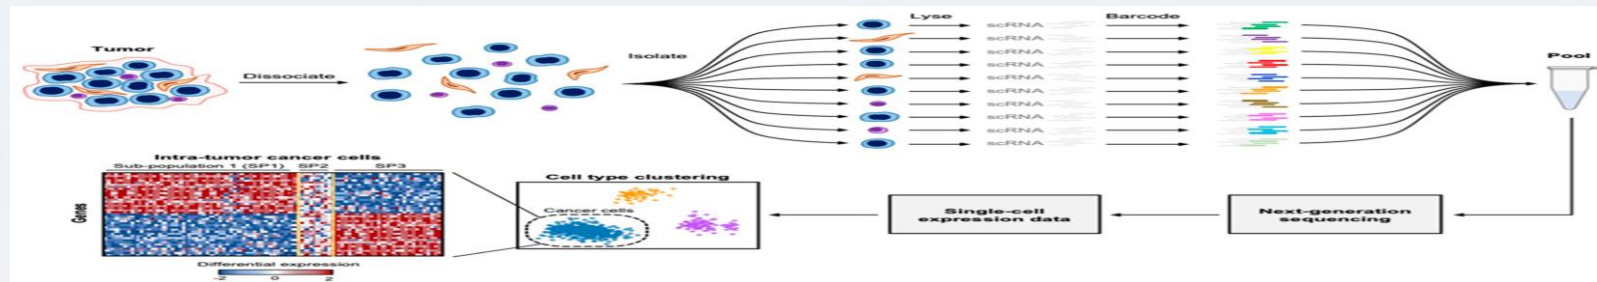 Tumor
Dissociate
Isolate
Lyse
Barcode
scRNA
scRNA
scRNA
scRNA
scRNA
scRNA
scRNA
scRNA
scRNA
scRNA
Pool
Next-generation
sequencing
Single-cell
expression data
Cell type clustering
Cancer cells
Intra-tumor cancer cells
Sub-population 1 (SP1) SP2 SP3
Genes
Differential expression
-2 0 2